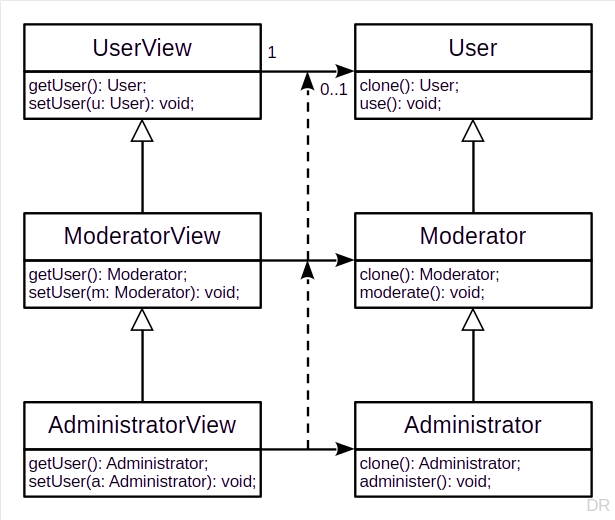 UserView
getUser(): User;
setUser(u: User): void;
1
0..1
User
clone(): User;
use(): void;
ModeratorView
getUser(): Moderator;
setUser(m: Moderator): void;
Moderator
clone(): Moderator;
moderate(): void;
AdministratorView
getUser(): Administrator;
setUser(a: Administrator): void;
Administrator
clone(): Administrator;
administer(): void;
DR